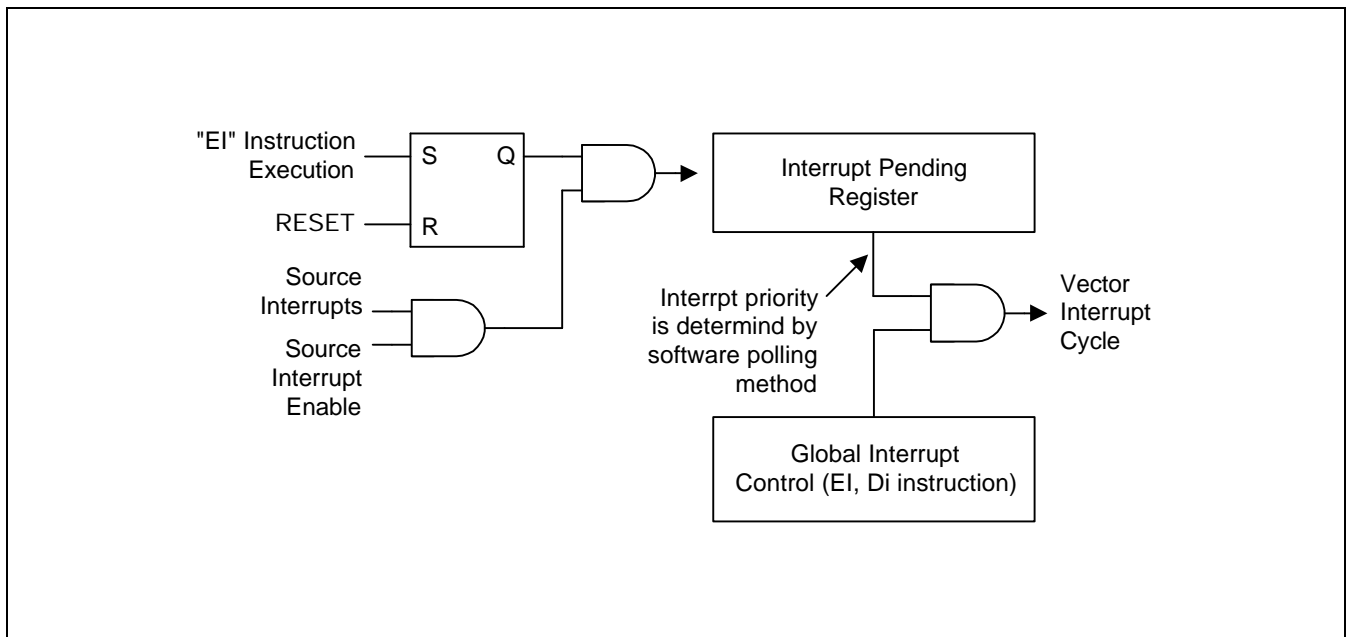 "EI" Instruction
Execution
S
Q
RESET
R
Source
Interrupts
Source
Interrupt
Enable
Interrupt Pending
Register
Interrpt priority
is determind by
software polling
method
Vector
Interrupt
Cycle
Global Interrupt
Control (EI, Di instruction)